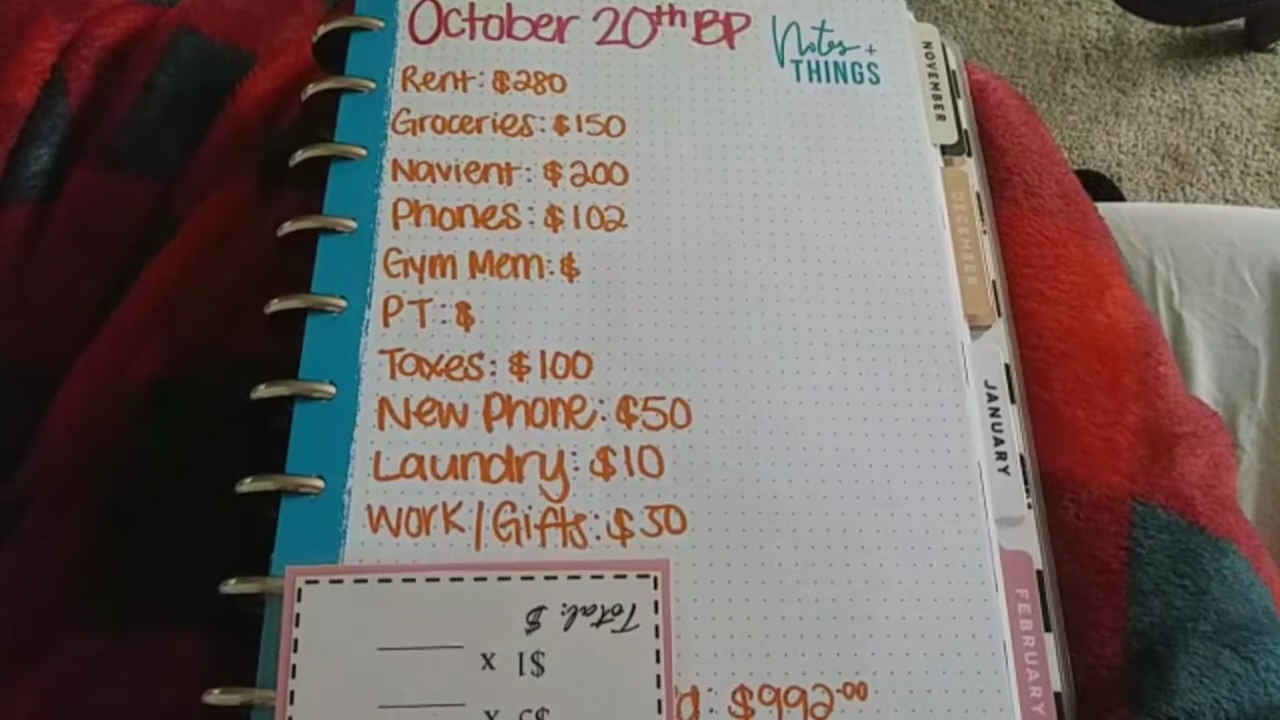 October 20th BP
Notes +
THINGS
Rent: $280
Groceries: $150
Navient: $200
Phones: $102
Gym Mem: $
PT: $
Taxes: $100
New Phone: $50
Laundry: $10
Work/Gifts: $50
Total: $
$1 x
$5 x
: $992.00
NOVEMBER
DECEMBER
JANUARY
FEBRUARY